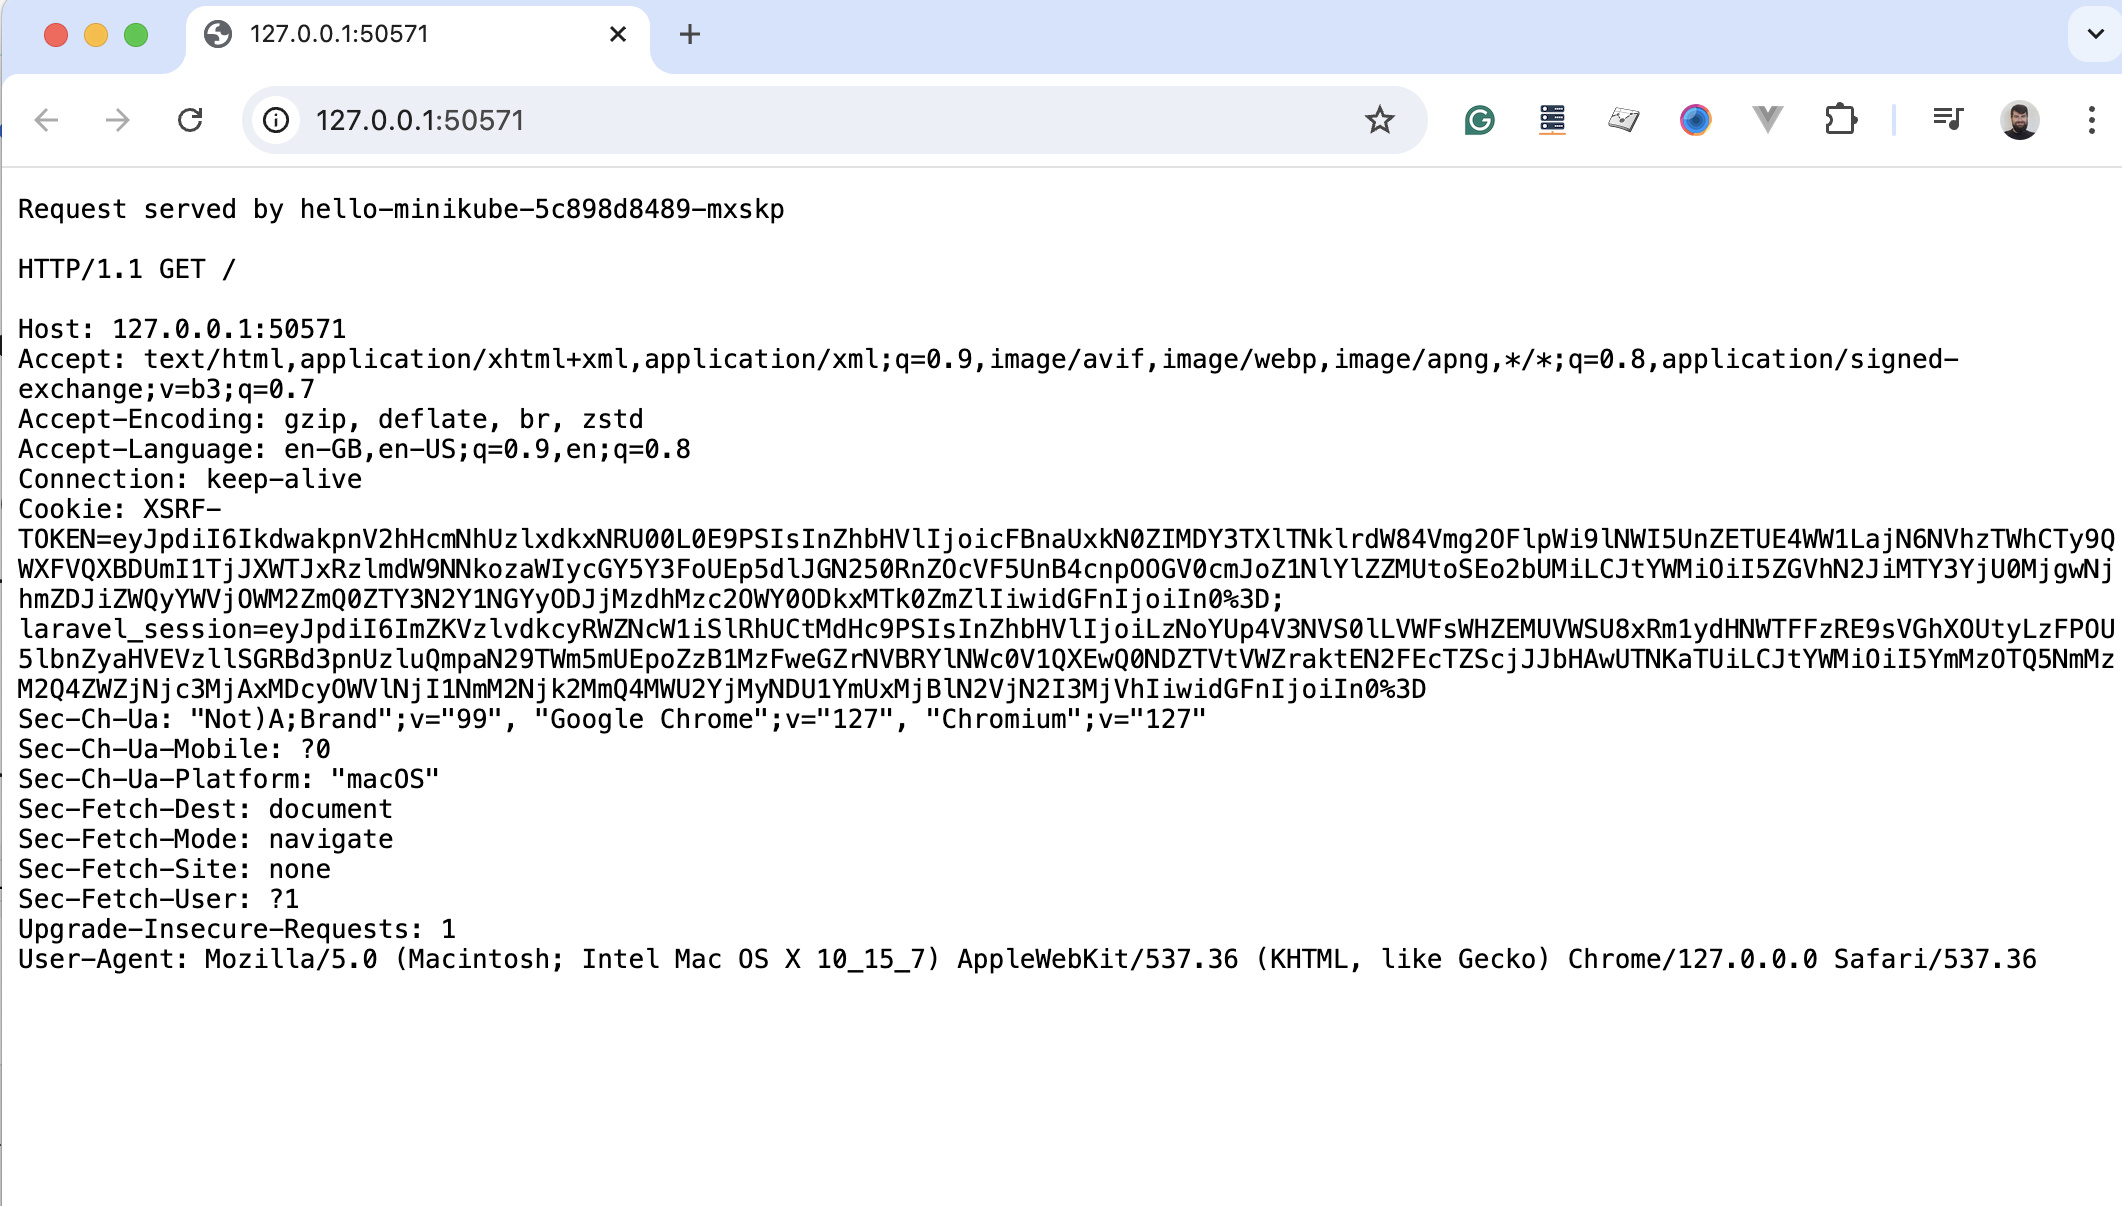 127.0.0.1:50571
127.0.0.1:50571
Request served by hello-minikube-5c898d8489-mxskp
HTTP/1.1 GET /
Host: 127.0.0.1:50571
Accept: text/html,application/xhtml+xml,application/xml;q=0.9,image/avif,image/webp,image/apng,*/*;q=0.8,application/signed-
exchange;v=b3;q=0.7
Accept-Encoding: gzip, deflate, br, zstd
Accept-Language: en-GB,en-US;q=0.9,en;q=0.8
Connection: keep-alive
Cookie: XSRF-
TOKEN=eyJpdiI6IkdwakpnV2hHcmNhUzlxdkxNRU00L0E9PSIsInZhbHVlIjoicFBnaUxkN0ZIMDY3TXlTNklrdW84Vmg2OFlpWi9lNWI5UnZETUE4WW1LajN6NVhzTWhCTy9Q
WXFVQXBDUmI1TjJXWTJxRzlmdW9NNkozaWIycGY5Y3FoUEp5dlJGN250RnZOcVF5UnB4cnpOOGV0cmJoZ1NlYlZZMUtoSEo2bUMiLCJtYWMiOiI5ZGVhN2JiMTY3YjU0MjgwNj
hmZDJiZWQyYWVjOWM2ZmQ0ZTY3N2Y1NGYyODJjMzdhMzc2OWY0ODkxMTk0ZmZlIiwidGFnIjoiIn0%3D;
laravel_session=eyJpdiI6ImZKVzlvdkcyRWZNcW1iSlRhUCtMdHc9PSIsInZhbHVlIjoiLzNoYUp4V3NVS0lLVWFsWHZEMUVWSU8xRm1ydHNWTFFzRE9sVGhXOUtyLzFPOU
5lbnZyaHVEVzllSGRBd3pnUzluQmpaN29TWm5mUEpoZzB1MzFweGZrNVBRYlNWc0V1QXEwQ0NDZTVtVWZraktEN2FEcTZScjJJbHAwUTNKaTUiLCJtYWMiOiI5YmMzOTQ5NmMz
M2Q4ZWZjNjc3MjAxMDcyOWVlNjI1NmM2Njk2MmQ4MWU2YjMyNDU1YmUxMjBlN2VjN2I3MjVhIiwidGFnIjoiIn0%3D
Sec-Ch-Ua: "Not)A;Brand";v="99", "Google Chrome";v="127", "Chromium";v="127"
Sec-Ch-Ua-Mobile: ?0
Sec-Ch-Ua-Platform: "macOS"
Sec-Fetch-Dest: document
Sec-Fetch-Mode: navigate
Sec-Fetch-Site: none
Sec-Fetch-User: ?1
Upgrade-Insecure-Requests: 1
User-Agent: Mozilla/5.0 (Macintosh; Intel Mac OS X 10_15_7) AppleWebKit/537.36 (KHTML, like Gecko) Chrome/127.0.0.0 Safari/537.36